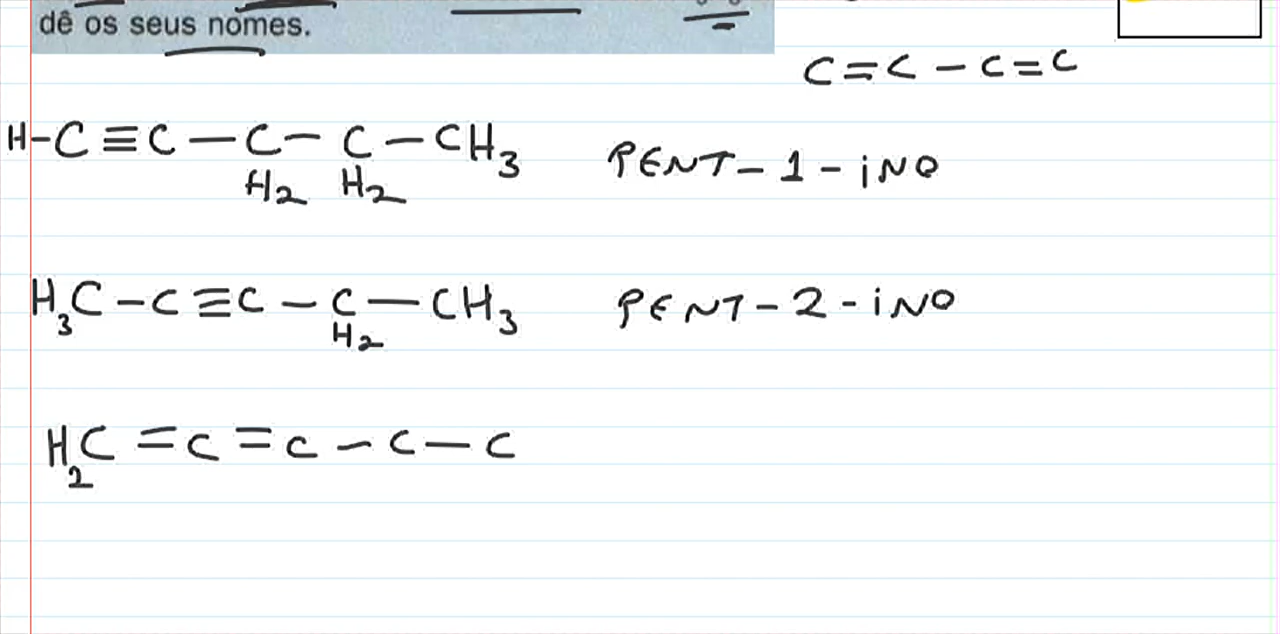 dê os seus nomes.
C=C-C=C
H-C≡C-C-C-CH3 PENT-1-iNO
H2 H2
H3C-C≡C-C-CH3 PENT-2-iNO
H2
H2C=C=C-C-C